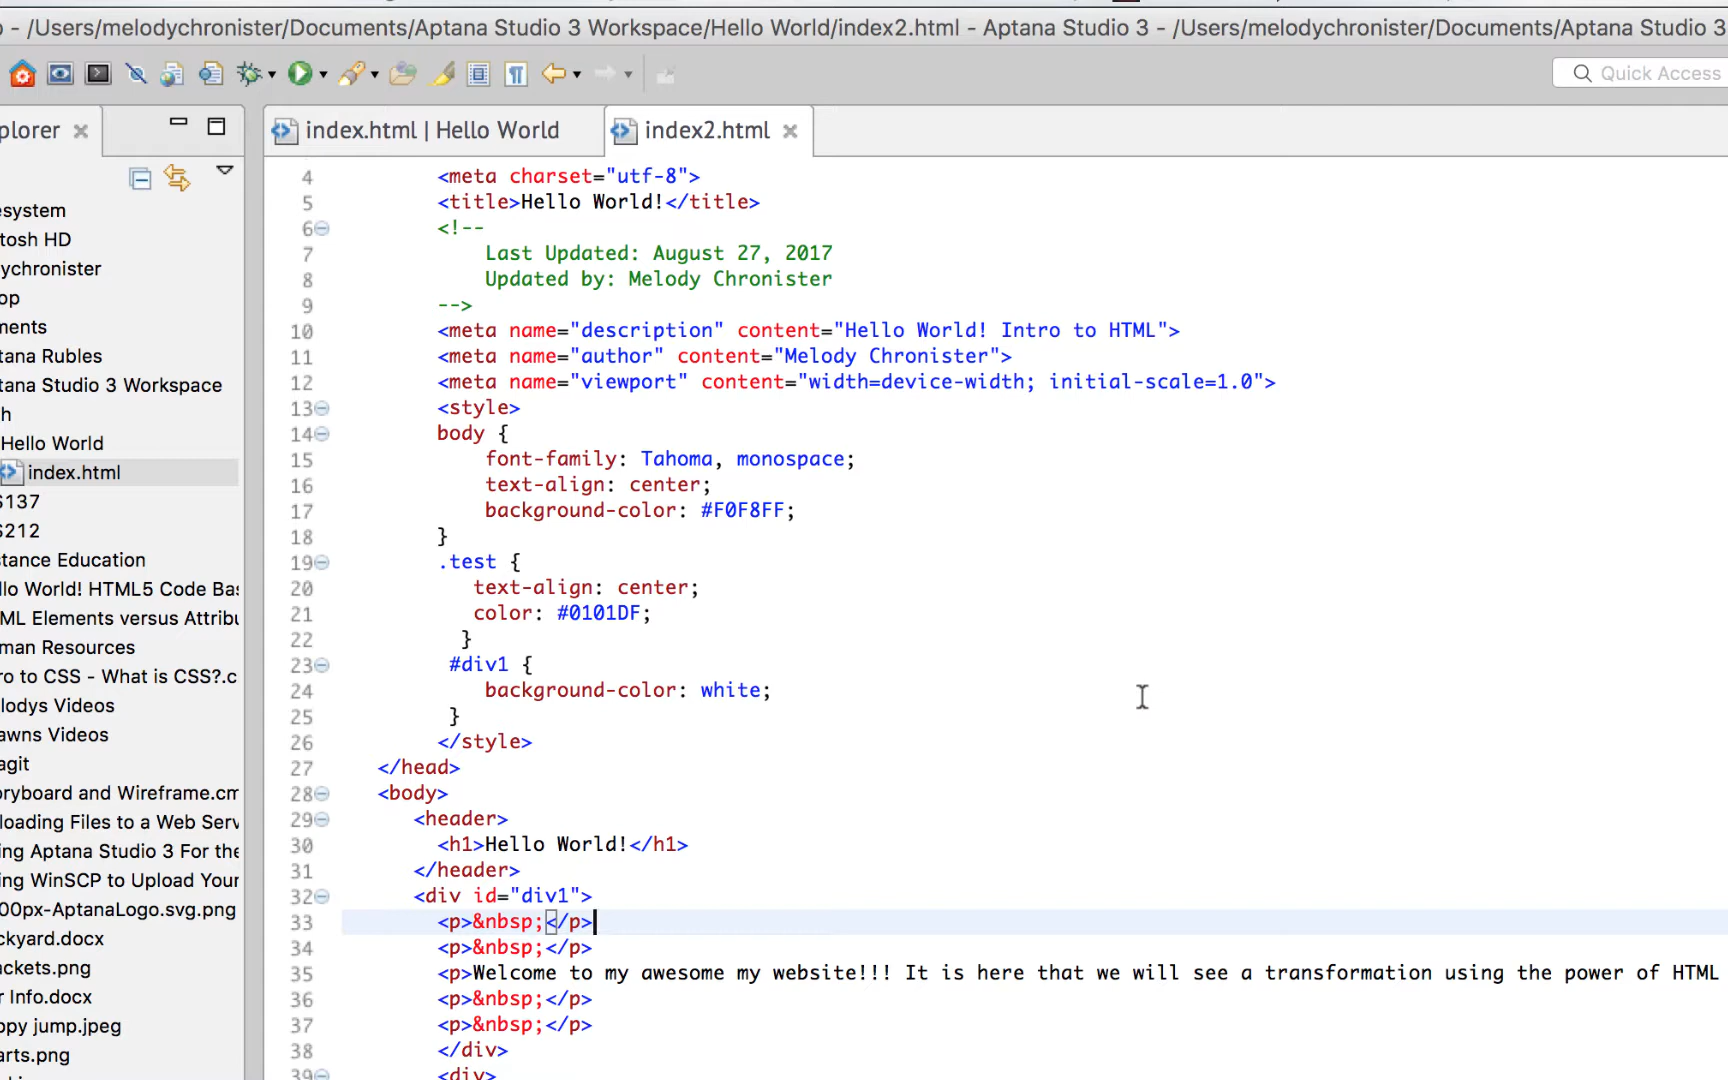 - /Users/melodychronister/Documents/Aptana Studio 3 Workspace/Hello World/index2.html - Aptana Studio 3 - /Users/melodychronister/Documents/Aptana Studio 3
Quick Access
plorer
index.html | Hello World
index2.html
esystem
tosh HD
ychronister
op
ments
tana Rubles
tana Studio 3 Workspace
h
Hello World
index.html
S137
S212
stance Education
llo World! HTML5 Code Bas
ML Elements versus Attribu
man Resources
ro to CSS - What is CSS?.c
lodys Videos
awns Videos
agit
oryboard and Wireframe.cm
loading Files to a Web Serv
ing Aptana Studio 3 For the
ing WinSCP to Upload Your
00px-AptanaLogo.svg.png
ckyard.docx
ackets.png
r Info.docx
ppy jump.jpeg
arts.png
4 <meta charset="utf-8">
5 <title>Hello World!</title>
6 <!--
7 Last Updated: August 27, 2017
8 Updated by: Melody Chronister
9 -->
10 <meta name="description" content="Hello World! Intro to HTML">
11 <meta name="author" content="Melody Chronister">
12 <meta name="viewport" content="width=device-width; initial-scale=1.0">
13 <style>
14 body {
15 font-family: Tahoma, monospace;
16 text-align: center;
17 background-color: #F0F8FF;
18 }
19 .test {
20 text-align: center;
21 color: #0101DF;
22 }
23 #div1 {
24 background-color: white;
25 }
26 </style>
27 </head>
28 <body>
29 <header>
30 <h1>Hello World!</h1>
31 </header>
32 <div id="div1">
33 <p>&nbsp;</p>
34 <p>&nbsp;</p>
35 <p>Welcome to my awesome my website!!! It is here that we will see a transformation using the power of HTML
36 <p>&nbsp;</p>
37 <p>&nbsp;</p>
38 </div>
39 <div>